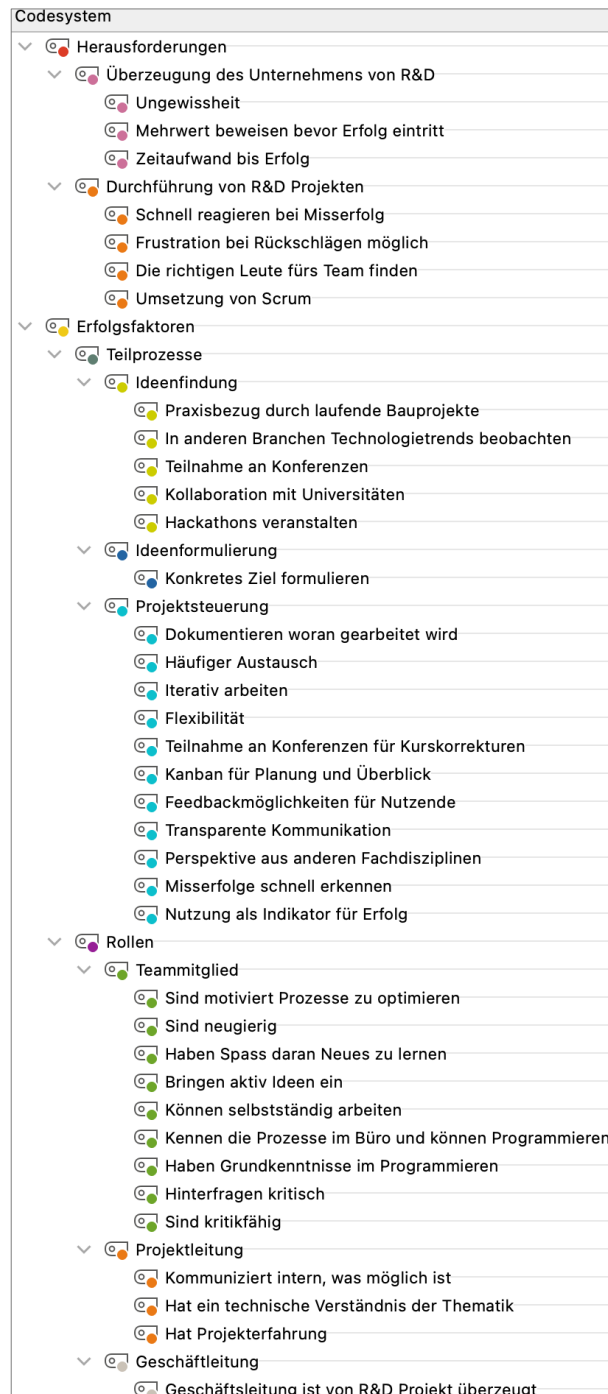 Codesystem
Herausforderungen
Überzeugung des Unternehmens von R&D
Ungewissheit
Mehrwert beweisen bevor Erfolg eintritt
Zeitaufwand bis Erfolg
Durchführung von R&D Projekten
Schnell reagieren bei Misserfolg
Frustration bei Rückschlägen möglich
Die richtigen Leute fürs Team finden
Umsetzung von Scrum
Erfolgsfaktoren
Teilprozesse
Ideenfindung
Praxisbezug durch laufende Bauprojekte
In anderen Branchen Technologietrends beobachten
Teilnahme an Konferenzen
Kollaboration mit Universitäten
Hackathons veranstalten
Ideenformulierung
Konkretes Ziel formulieren
Projektsteuerung
Dokumentieren woran gearbeitet wird
Häufiger Austausch
Iterativ arbeiten
Flexibilität
Teilnahme an Konferenzen für Kurskorrekturen
Kanban für Planung und Überblick
Feedbackmöglichkeiten für Nutzende
Transparente Kommunikation
Perspektive aus anderen Fachdisziplinen
Misserfolge schnell erkennen
Nutzung als Indikator für Erfolg
Rollen
Teammitglied
Sind motiviert Prozesse zu optimieren
Sind neugierig
Haben Spass daran Neues zu lernen
Bringen aktiv Ideen ein
Können selbstständig arbeiten
Kennen die Prozesse im Büro und können Programmieren
Haben Grundkenntnisse im Programmieren
Hinterfragen kritisch
Sind kritikfähig
Projektleitung
Kommuniziert intern, was möglich ist
Hat ein technische Verständnis der Thematik
Hat Projekterfahrung
Geschäftleitung
Geschäftsleitung ist von R&D Projekt überzeugt